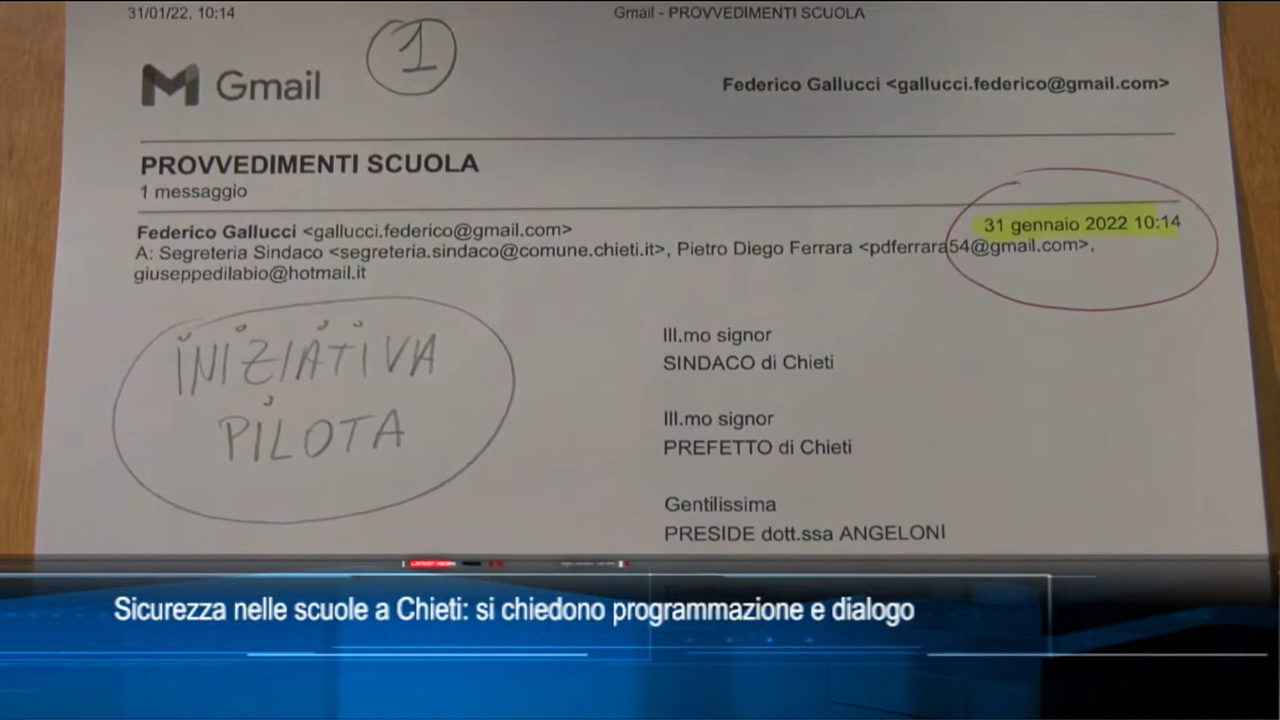 31/01/22, 10:14
Gmail - PROVVEDIMENTI SCUOLA
1
Gmail
Federico Gallucci <gallucci.federico@gmail.com>
PROVVEDIMENTI SCUOLA
1 messaggio
Federico Gallucci <gallucci.federico@gmail.com>
31 gennaio 2022 10:14
A: Segreteria Sindaco <segreteria.sindaco@comune.chieti.it>, Pietro Diego Ferrara <pdferrara54@gmail.com>,
giuseppedilabio@hotmail.it
INIZIATIVA
PILOTA
Ill.mo signor
SINDACO di Chieti
Ill.mo signor
PREFETTO di Chieti
Gentilissima
PRESIDE dott.ssa ANGELONI
LATEST NEWS
Sicurezza nelle scuole a Chieti: si chiedono programmazione e dialogo